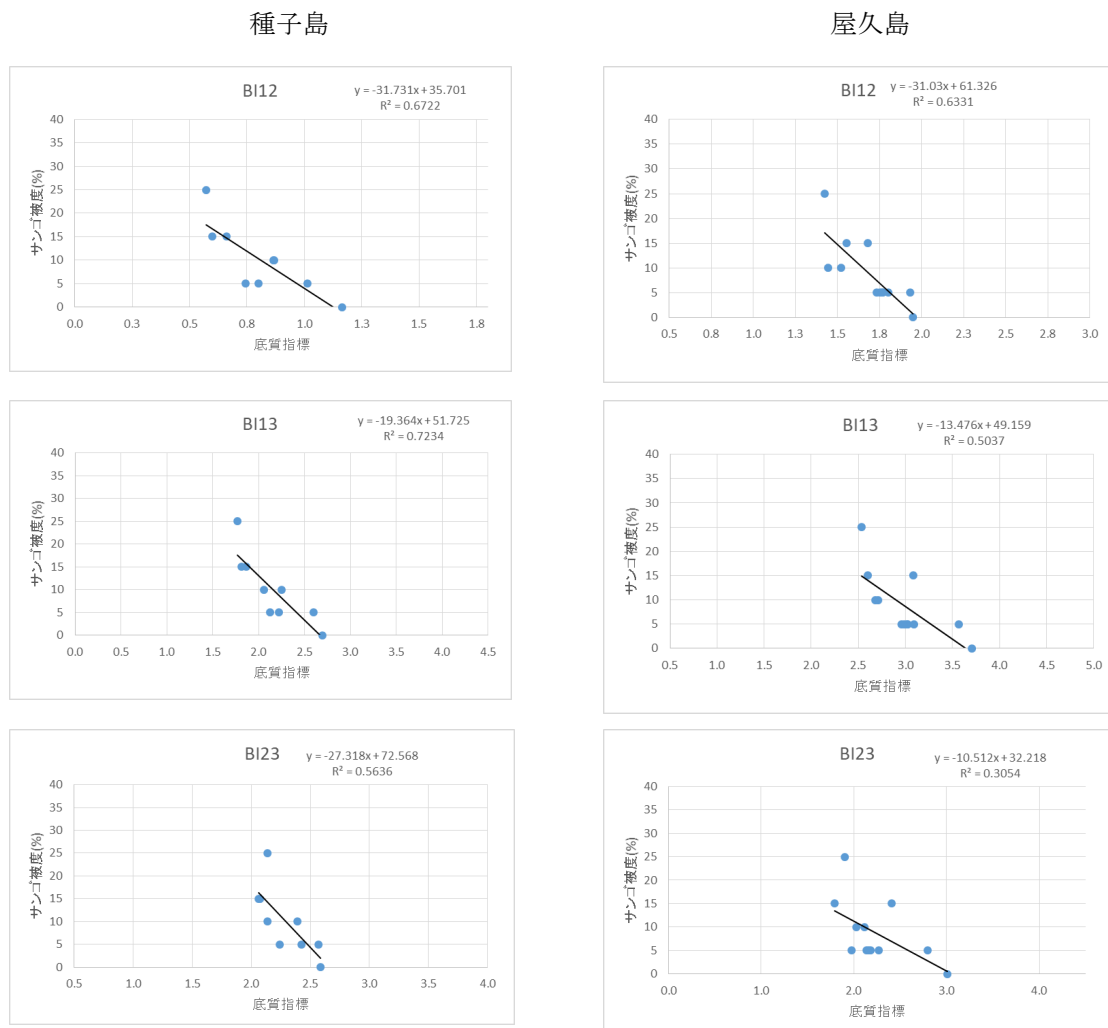 種子島
屋久島
BI12
y = -31.731x + 35.701
R² = 0.6722
サンゴ被度(%)
40
35
30
25
20
15
10
5
0
0.0 0.3 0.5 0.8 1.0 1.3 1.5 1.8
底質指標
BI12
y = -31.03x + 61.326
R² = 0.6331
サンゴ被度(%)
40
35
30
25
20
15
10
5
0
0.5 0.8 1.0 1.3 1.5 1.8 2.0 2.3 2.5 2.8 3.0
底質指標
BI13
y = -19.364x + 51.725
R² = 0.7234
サンゴ被度(%)
40
35
30
25
20
15
10
5
0
0.0 0.5 1.0 1.5 2.0 2.5 3.0 3.5 4.0 4.5
底質指標
BI13
y = -13.476x + 49.159
R² = 0.5037
サンゴ被度(%)
40
35
30
25
20
15
10
5
0
0.5 1.0 1.5 2.0 2.5 3.0 3.5 4.0 4.5 5.0
底質指標
BI23
y = -27.318x + 72.568
R² = 0.5636
サンゴ被度(%)
40
35
30
25
20
15
10
5
0
0.5 1.0 1.5 2.0 2.5 3.0 3.5 4.0
底質指標
BI23
y = -10.512x + 32.218
R² = 0.3054
サンゴ被度(%)
40
35
30
25
20
15
10
5
0
0.0 1.0 2.0 3.0 4.0
底質指標